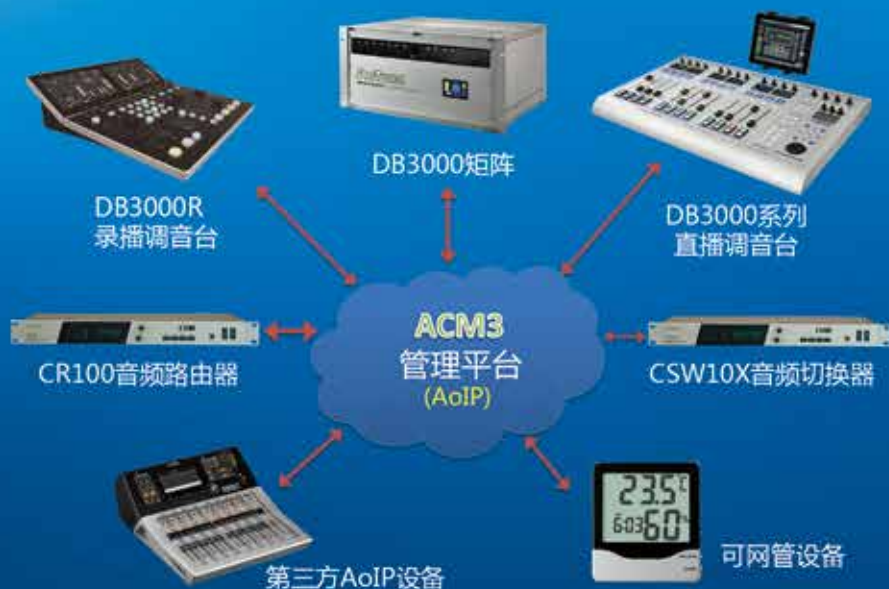 DB3000矩阵
DB3000R
录播调音台
DB3000系列
直播调音台
ACM3
管理平台
(AoIP)
CR100音频路由器
CSW10X音频切换器
第三方AoIP设备
23.5℃
6:03 60%
可网管设备